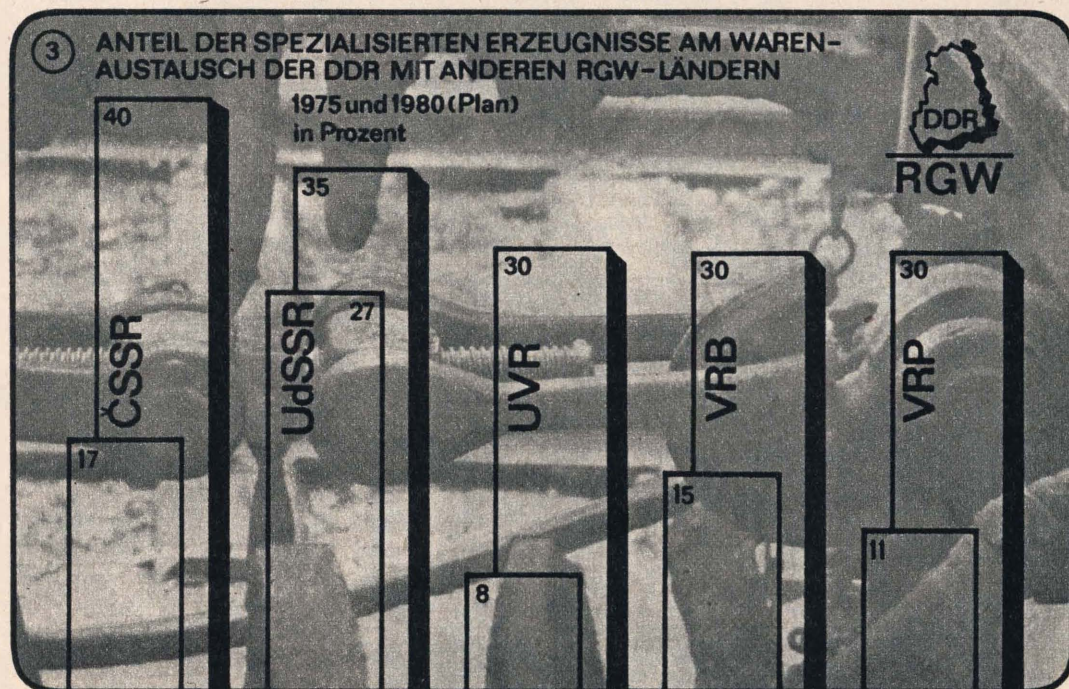 3 ANTEIL DER SPEZIALISIERTEN ERZEUGNISSE AM WAREN-
AUSTAUSCH DER DDR MIT ANDEREN RGW-LÄNDERN
1975 und 1980 (Plan)
in Prozent
DDR
RGW
40
ČSSR
17
35
UdSSR
27
30
UVR
8
30
VRB
15
30
VRP
11